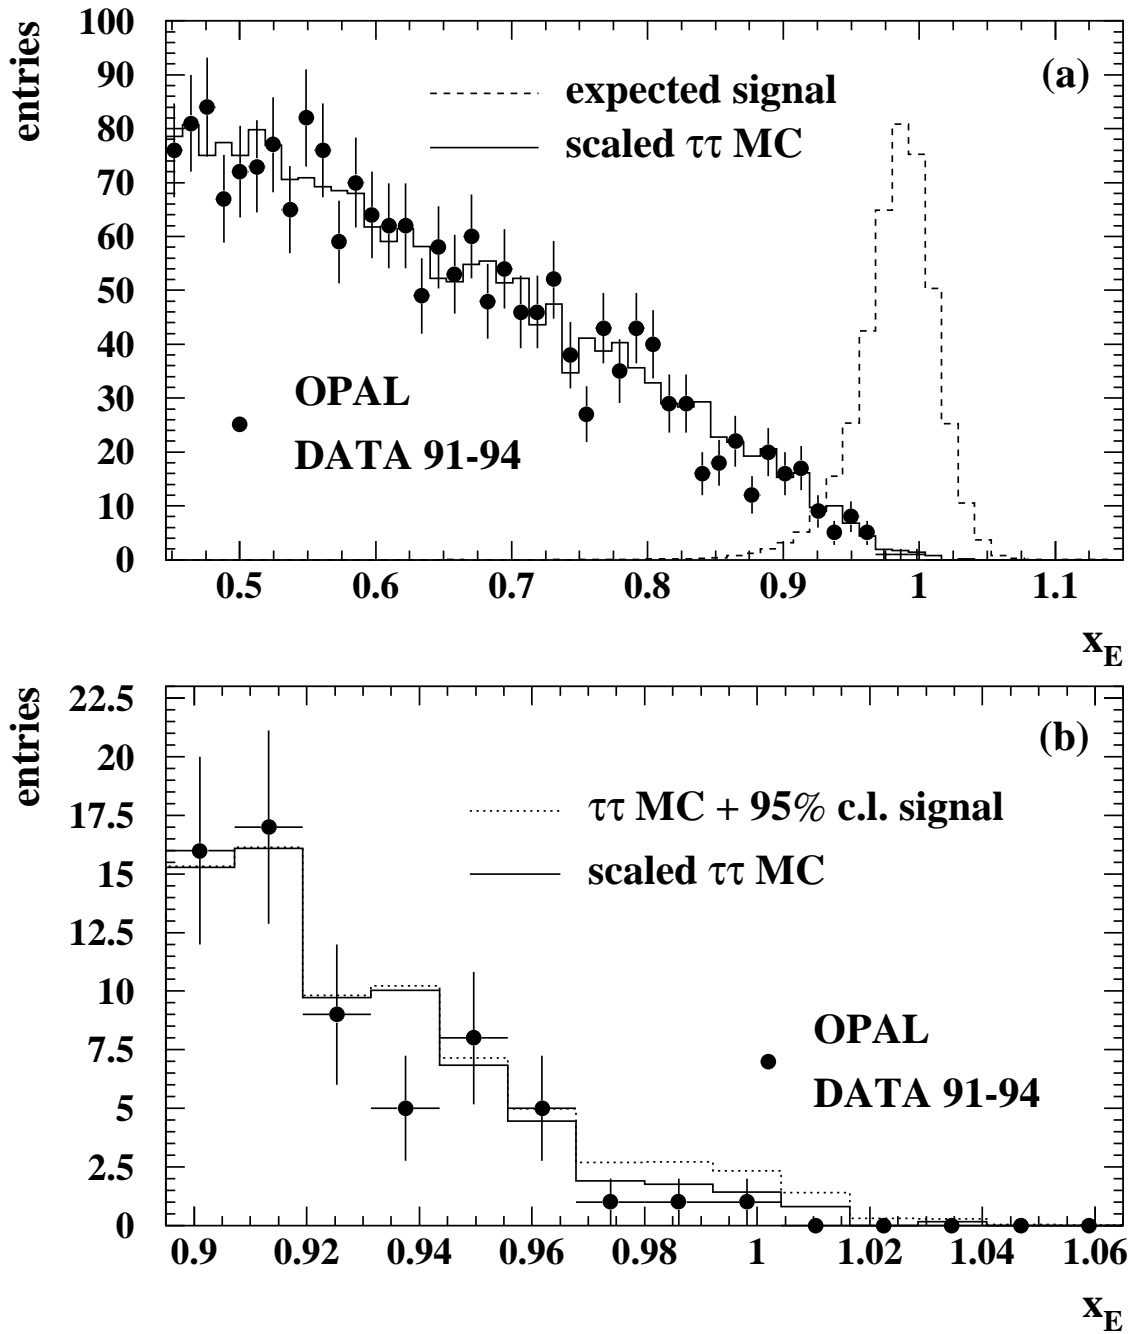 entries
100
90
80
70
60
50
40
30
20
10
0
(a)
expected signal
scaled ττ MC
OPAL
DATA 91-94
0.5 0.6 0.7 0.8 0.9 1 1.1
x_E
entries
22.5
20
17.5
15
12.5
10
7.5
5
2.5
0
(b)
ττ MC + 95% c.l. signal
scaled ττ MC
OPAL
DATA 91-94
0.9 0.92 0.94 0.96 0.98 1 1.02 1.04 1.06
x_E